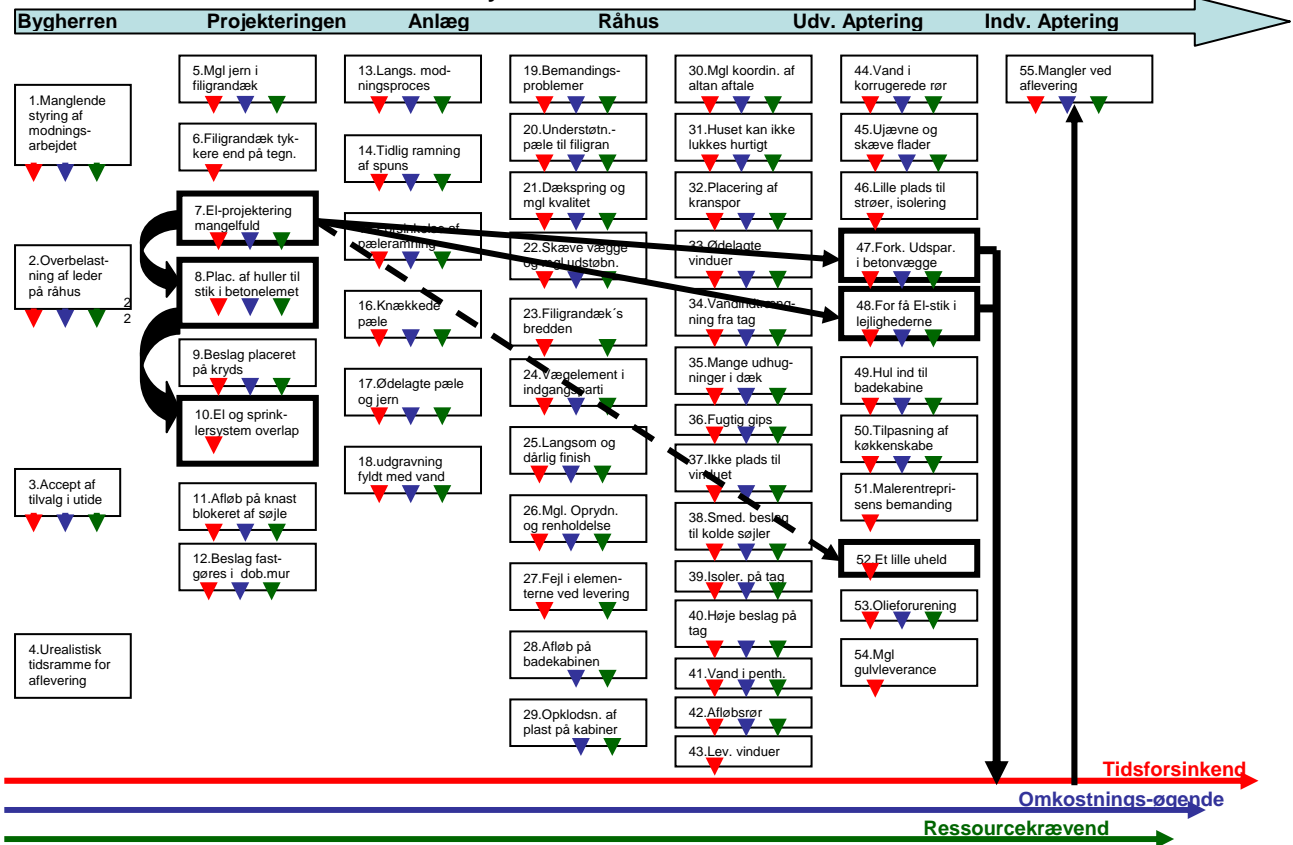 Bygherren
Projekteringen
Anlæg
Råhus
Udv. Aptering
Indv. Aptering
1.Manglende
styring af
modnings-
arbejdet
2.Overbelast-
ning af leder
på råhus
2
2
3.Accept af
tilvalg i utide
4.Urealistisk
tidsramme for
aflevering
5.Mgl jern i
filigrandæk
6.Filigrandæk tyk-
kere end på tegn.
7.El-projektering
mangelfuld
8.Plac. af huller til
stik i betonelemet
9.Beslag placeret
på kryds
10.El og sprink-
lersystem overlap
11.Afløb på knast
blokeret af søjle
12.Beslag fast-
gøres i dob.mur
13.Langs. mod-
ningsproces
14.Tidlig ramning
af spuns
Forsinkelse af
pæleramning
16.Knækkede
pæle
17.Ødelagte pæle
og jern
18.udgravning
fyldt med vand
19.Bemandings-
problemer
20.Understøtn.-
pæle til filigran
21.Dækspring og
mgl kvalitet
22.Skæve vægge
og mgl udstøbn.
23.Filigrandæk´s
bredden
24.Vægelement i
indgangsparti
25.Langsom og
dårlig finish
26.Mgl. Oprydn.
og renholdelse
27.Fejl i elemen-
terne ved levering
28.Afløb på
badekabinen
29.Opklodsn. af
plast på kabiner
30.Mgl koordin. af
altan aftale
31.Huset kan ikke
lukkes hurtigt
32.Placering af
kranspor
33.Ødelagte
vinduer
34.Vandindtræng-
ning fra tag
35.Mange udhug-
ninger i dæk
36.Fugtig gips
37.Ikke plads til
vinduet
38.Smed. beslag
til kolde søjler
39.Isoler. på tag
40.Høje beslag på
tag
41.Vand i penth.
42.Afløbsrør
43.Lev. vinduer
44.Vand i
korrugerede rør
45.Ujævne og
skæve flader
46.Lille plads til
strøer, isolering
47.Fork. Udspar.
i betonvægge
48.For få El-stik i
lejlighederne
49.Hul ind til
badekabine
50.Tilpasning af
køkkenskabe
51.Malerentrepri-
sens bemanding
52.Et lille uheld
53.Olieforurening
54.Mgl
gulvleverance
55.Mangler ved
aflevering
Tidsforsinkend
Omkostnings-øgende
Ressourcekrævend